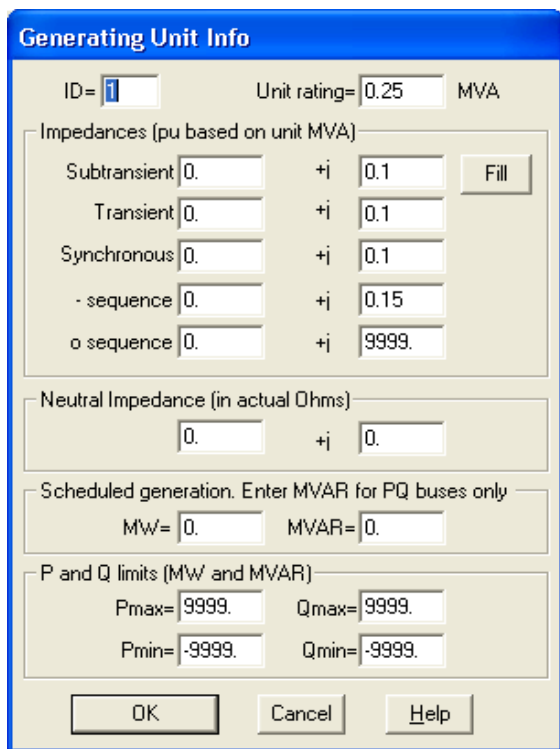 Generating Unit Info
ID= 1 Unit rating= 0.25 MVA
Impedances (pu based on unit MVA)
Subtransient 0. +j 0.1 Fill
Transient 0. +j 0.1
Synchronous 0. +j 0.1
- sequence 0. +j 0.15
o sequence 0. +j 9999.
Neutral Impedance (in actual Ohms)
0. +j 0.
Scheduled generation. Enter MVAR for PQ buses only
MW= 0. MVAR= 0.
P and Q limits (MW and MVAR)
Pmax= 9999. Qmax= 9999.
Pmin= -9999. Qmin= -9999.
OK Cancel Help